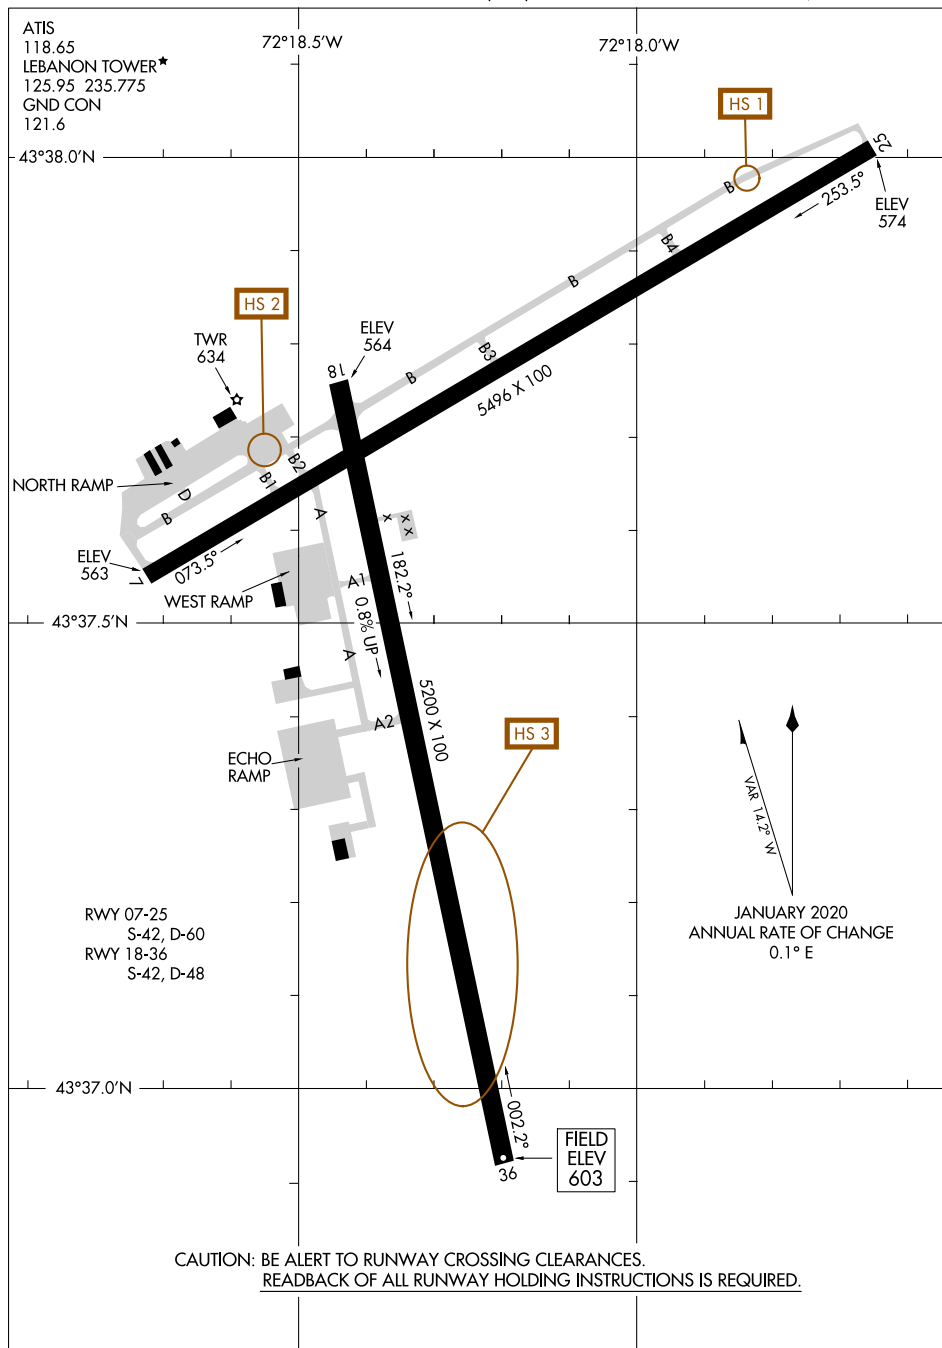 ATIS
118.65
LEBANON TOWER★
125.95 235.775
GND CON
121.6
72°18.5'W
72°18.0'W
HS 1
43°38.0'N
25
B
253.5°
ELEV
574
B4
B
HS 2
TWR
634
ELEV
564
18
B3
B
5496 X 100
NORTH RAMP
D
B
B1
B2
A
X
X
X
ELEV
563
7
073.5°
WEST RAMP
A1
182.2°
0.8% UP
43°37.5'N
A
5200 X 100
A2
HS 3
ECHO
RAMP
VAR 14.2° W
JANUARY 2020
ANNUAL RATE OF CHANGE
0.1° E
RWY 07-25
S-42, D-60
RWY 18-36
S-42, D-48
43°37.0'N
002.2°
36
FIELD
ELEV
603
CAUTION: BE ALERT TO RUNWAY CROSSING CLEARANCES.
READBACK OF ALL RUNWAY HOLDING INSTRUCTIONS IS REQUIRED.